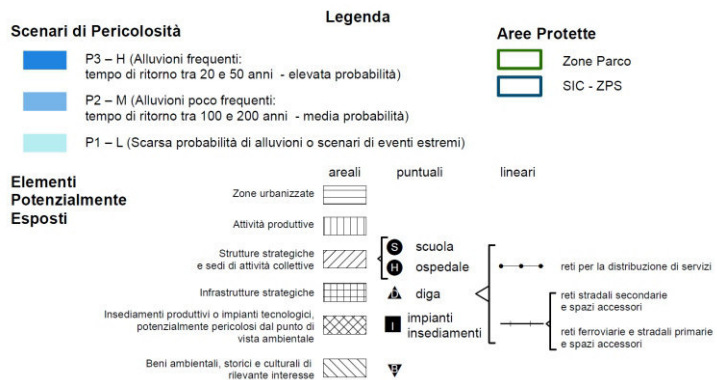 Legenda
Scenari di Pericolosità
P3 – H (Alluvioni frequenti:
tempo di ritorno tra 20 e 50 anni - elevata probabilità)
P2 – M (Alluvioni poco frequenti:
tempo di ritorno tra 100 e 200 anni - media probabilità)
P1 – L (Scarsa probabilità di alluvioni o scenari di eventi estremi)
Aree Protette
Zone Parco
SIC - ZPS
Elementi
Potenzialmente
Esposti
areali
puntuali
lineari
Zone urbanizzate
Attività produttive
Strutture strategiche
e sedi di attività collettive
S scuola
H ospedale
Infrastrutture strategiche
D diga
Insediamenti produttivi o impianti tecnologici,
potenzialmente pericolosi dal punto di
vista ambientale
I impianti
insediamenti
Beni ambientali, storici e culturali di
rilevante interesse
B
reti per la distribuzione di servizi
reti stradali secondarie
e spazi accessori
reti ferroviarie e stradali primarie
e spazi accessori